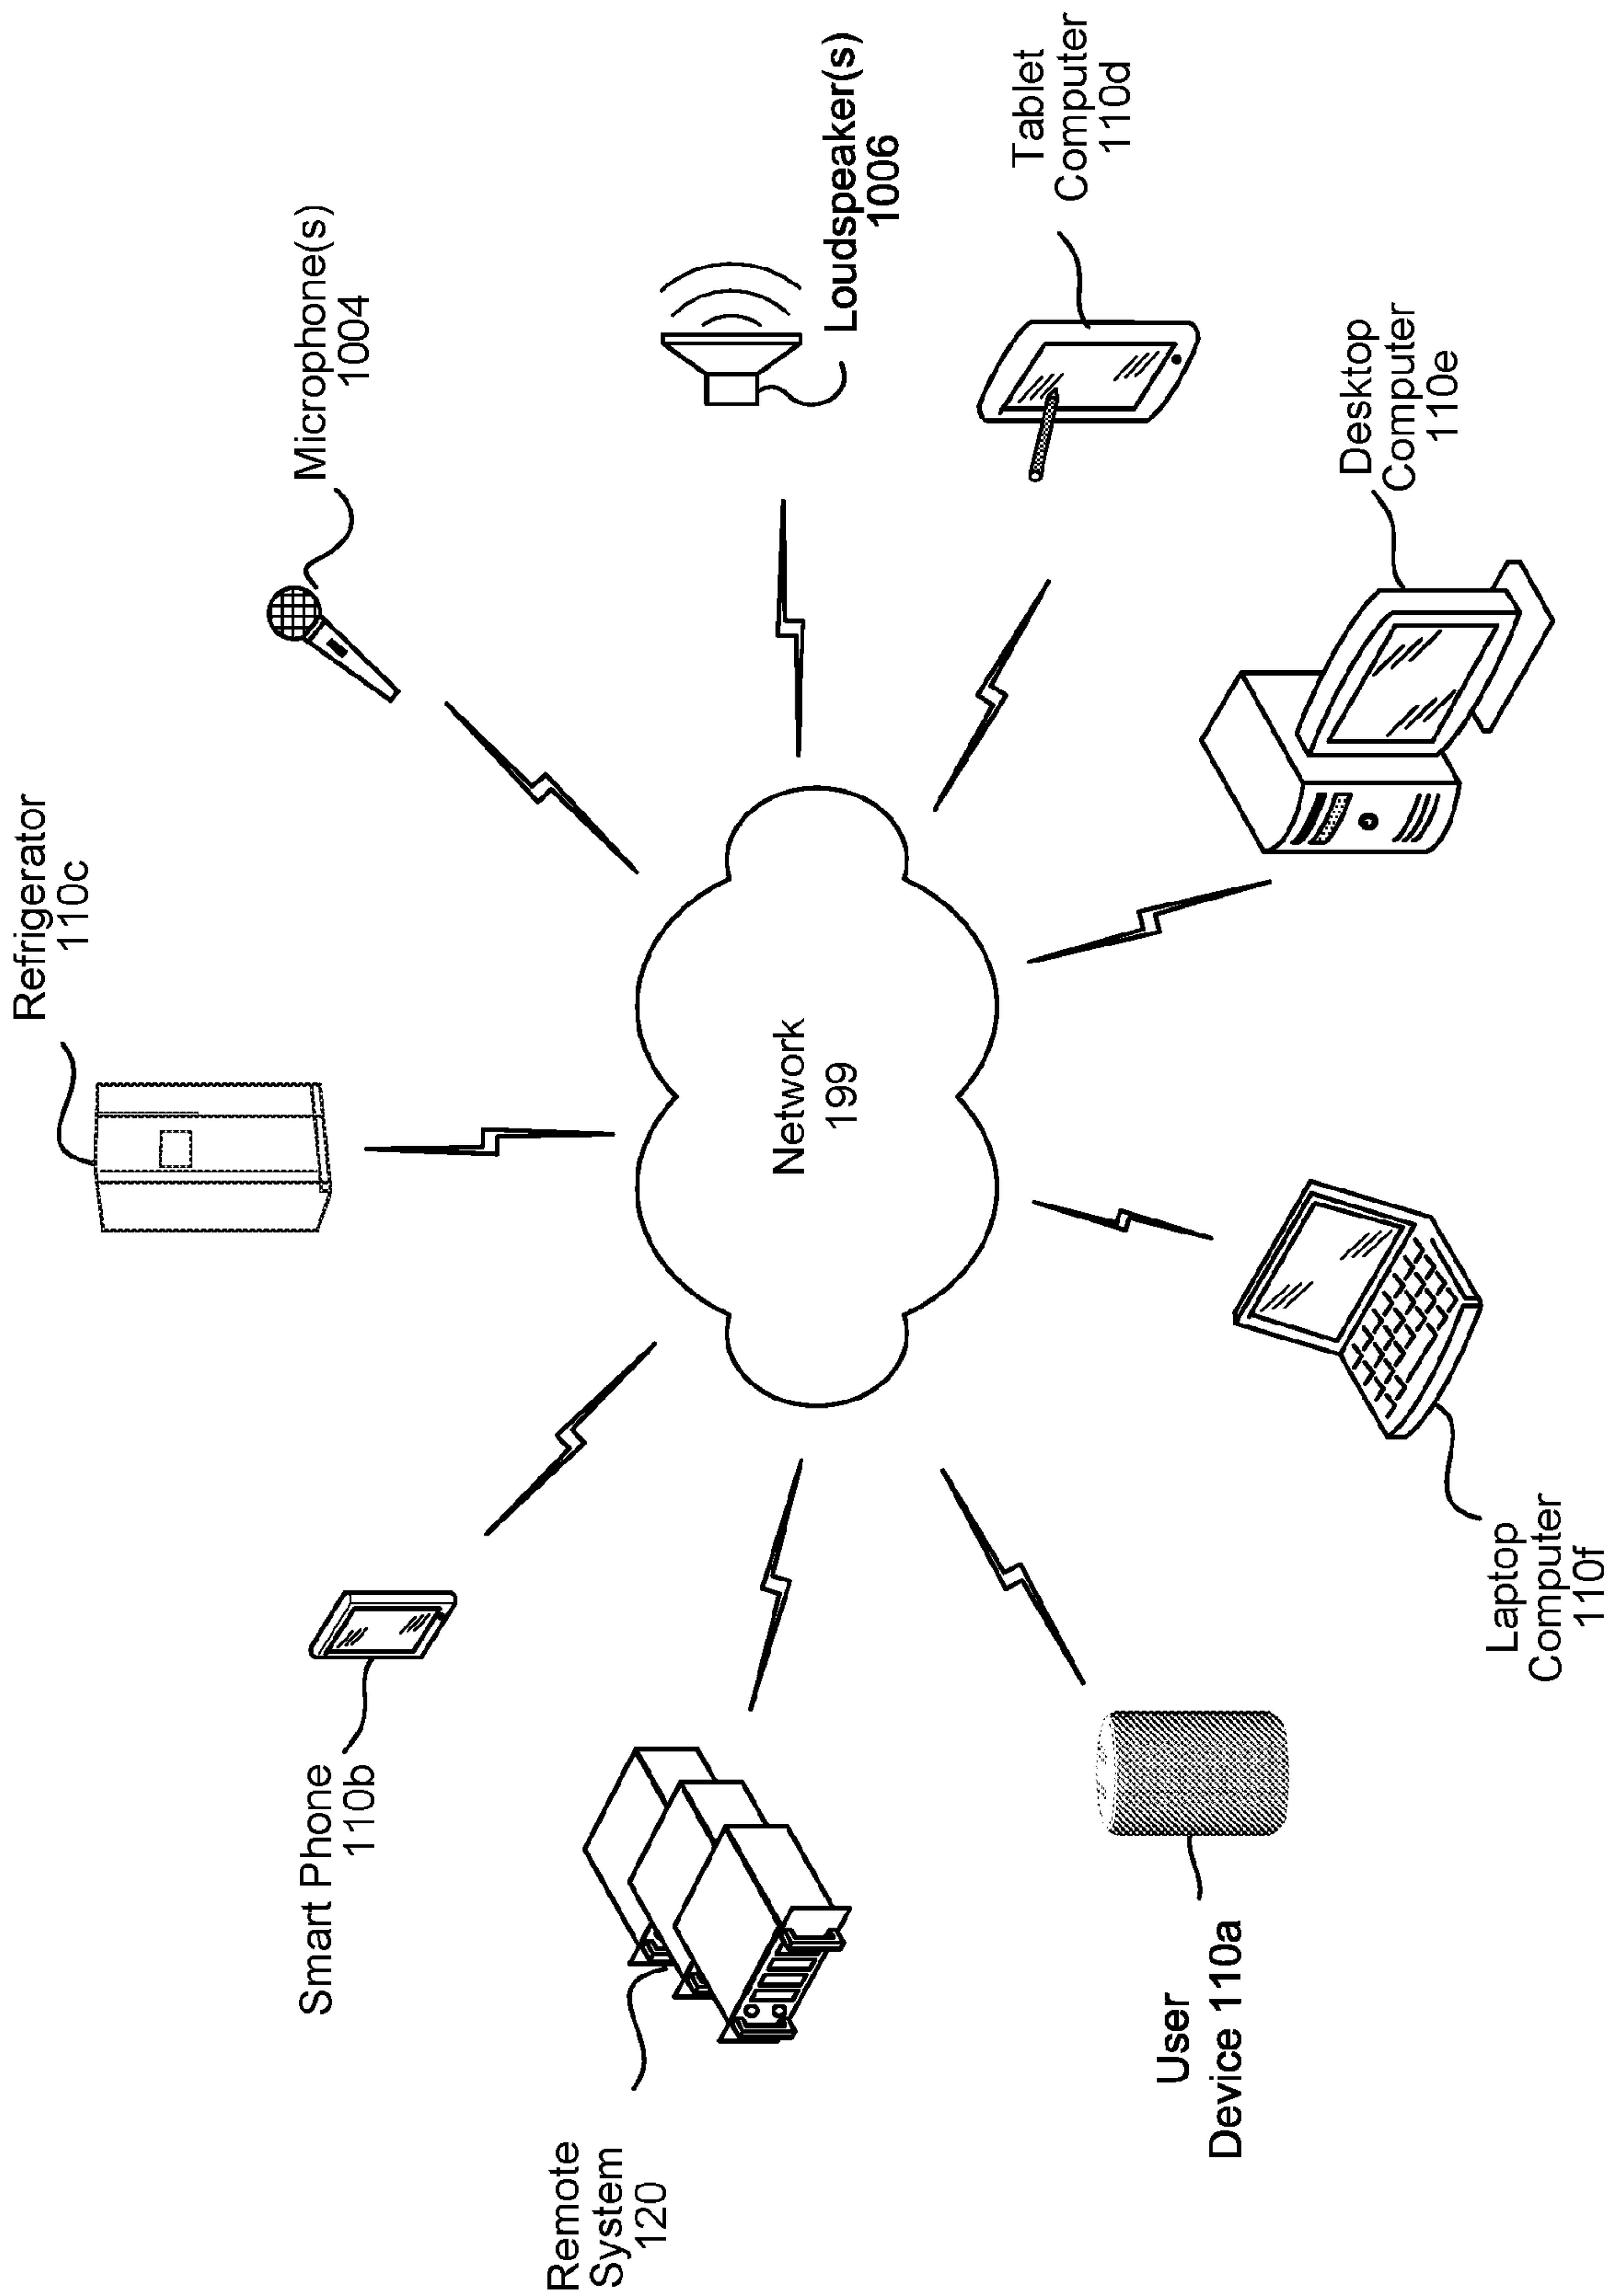 Refrigerator
110c
Smart Phone
110b
Microphone(s)
1004
Remote
System
120
Network
199
Loudspeaker(s)
1006
Tablet
Computer
110d
User
Device 110a
Desktop
Computer
110e
Laptop
Computer
110f